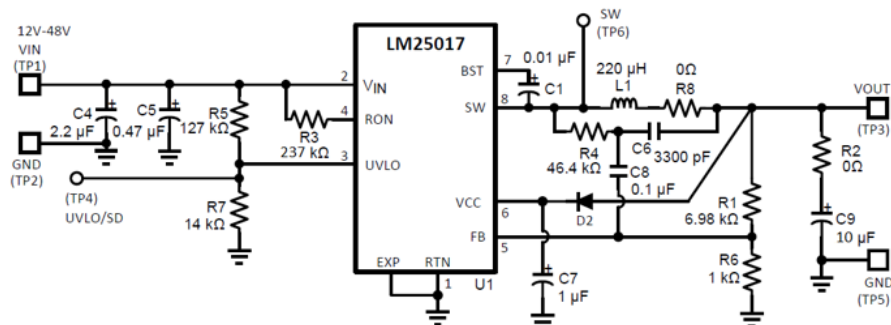 12V-48V
VIN
(TP1)
C4
+
2.2 µF
C5
+
0.47 µF
R5
127 kΩ
R3
237 kΩ
GND
(TP2)
(TP4)
UVLO/SD
R7
14 kΩ
LM25017
2
VIN
4
RON
3
UVLO
BST
7
SW
8
VCC
6
FB
5
EXP
RTN
1
U1
0.01 µF
+
C1
SW
(TP6)
220 µH
L1
0Ω
R8
R4
46.4 kΩ
C6
3300 pF
C8
0.1 µF
D2
+
C7
1 µF
R1
6.98 kΩ
R6
1 kΩ
VOUT
(TP3)
R2
0Ω
+
C9
10 µF
GND
(TP5)